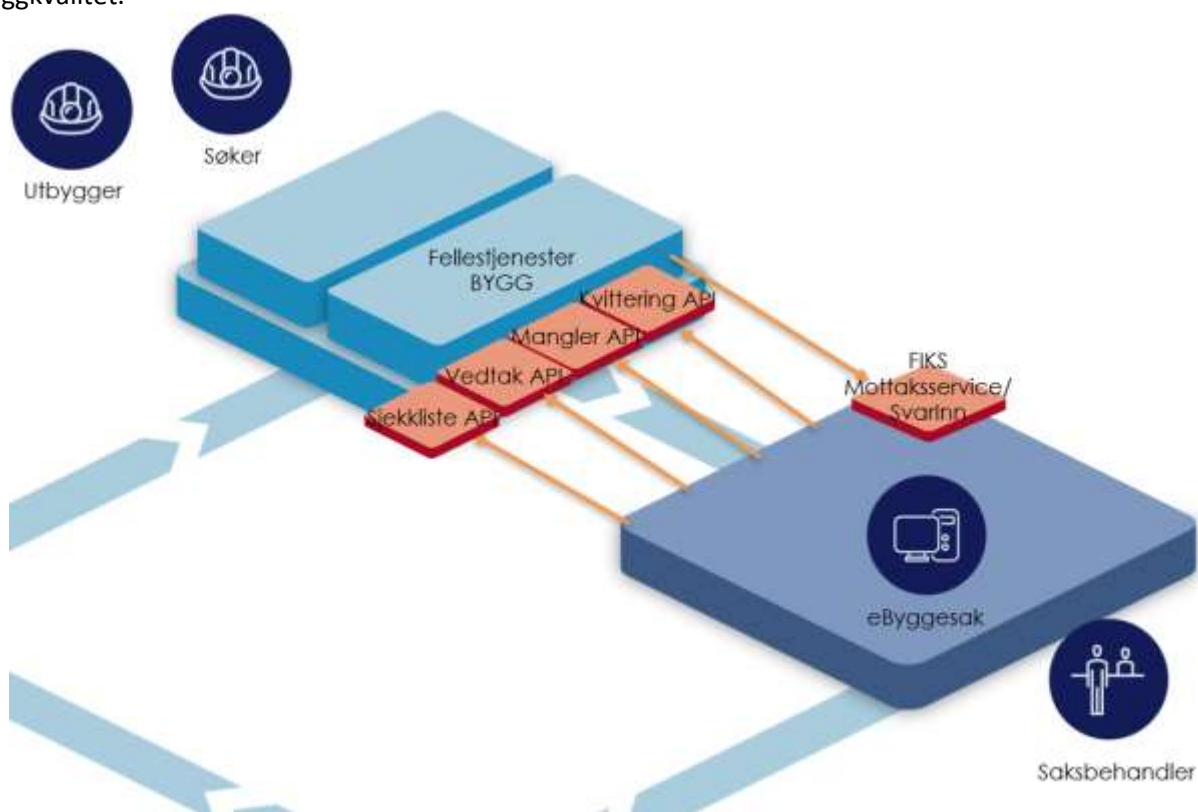 ggkvalitet.
Utbygger
Søker
Fellestjenester
BYGG
Kvittering API
Mangler API
Vedtak API
Sjekkliste API
FIKS
Mottaksservice/
SvarInn
eByggesak
Saksbehandler